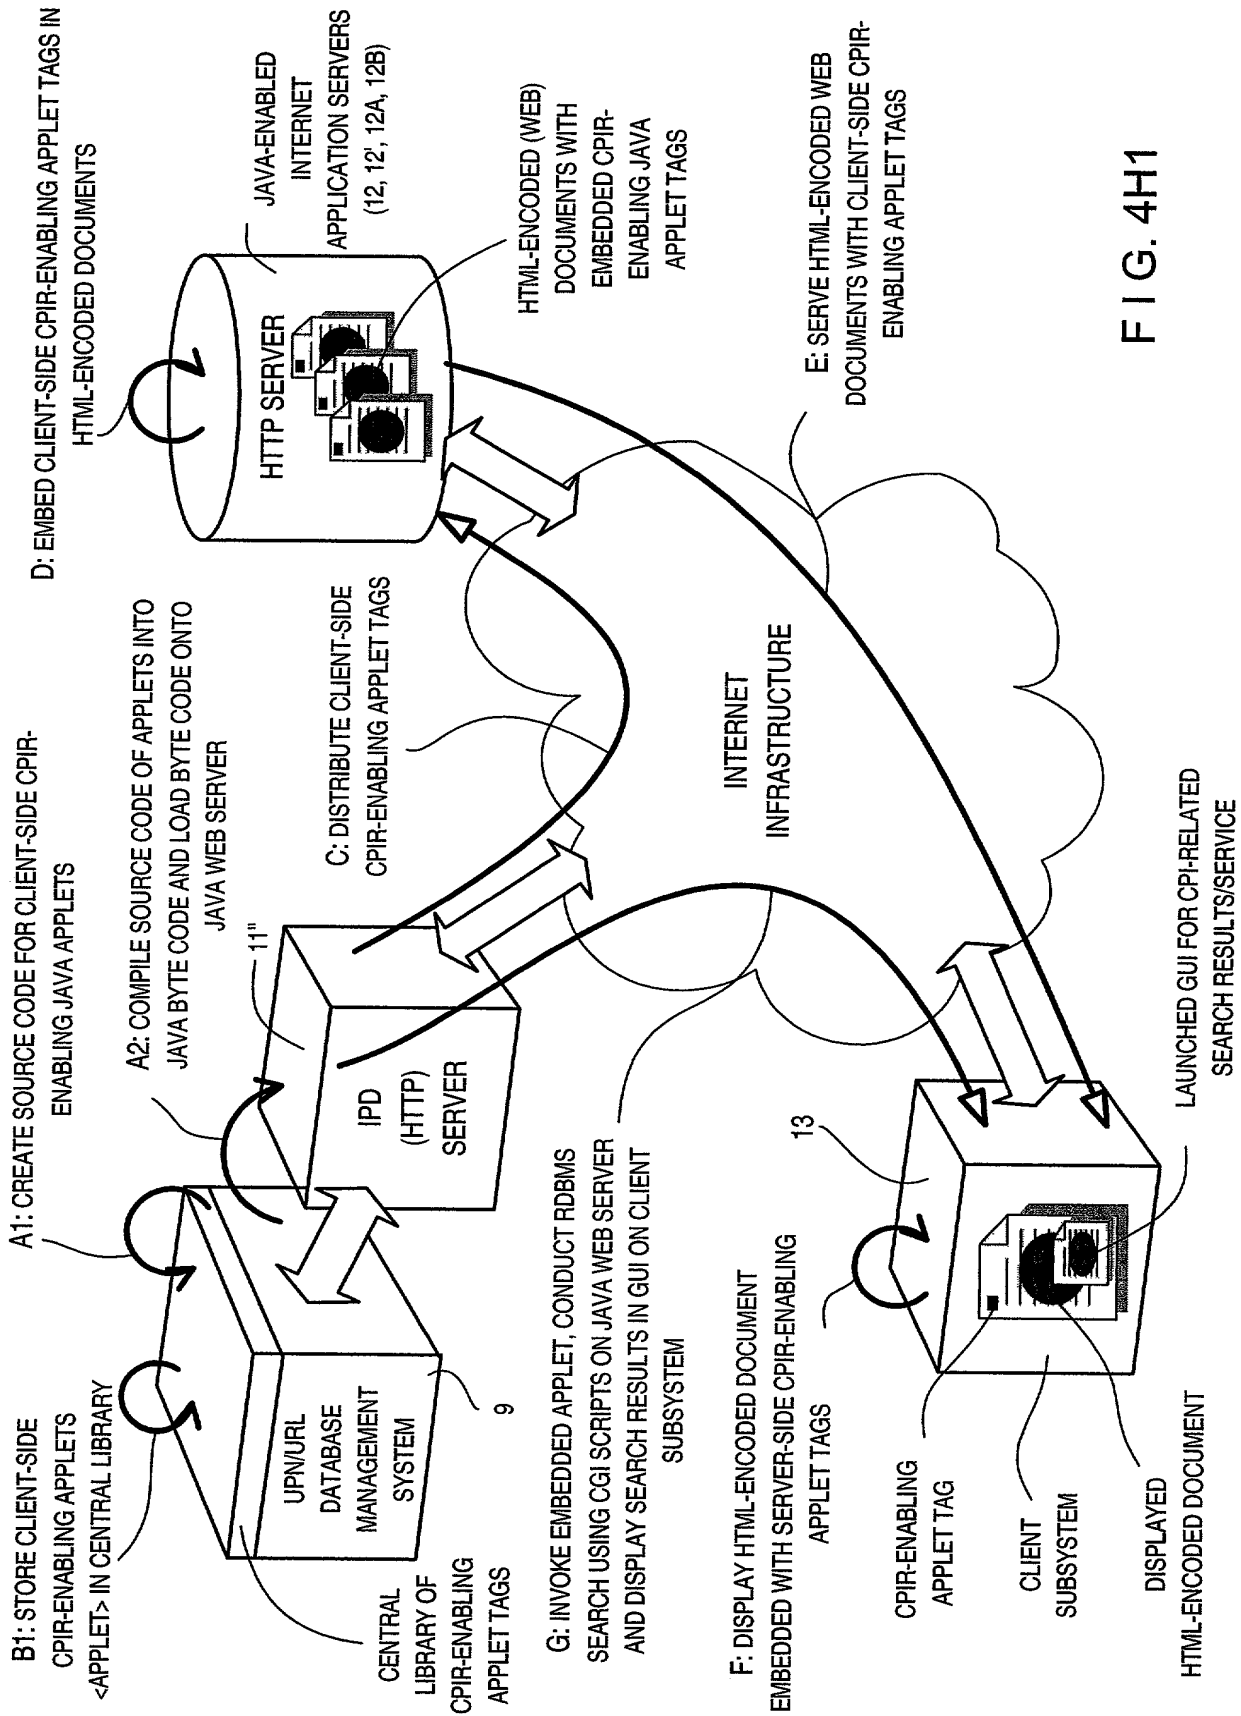 B1: STORE CLIENT-SIDE
CPIR-ENABLING APPLETS
<APPLET> IN CENTRAL LIBRARY
A1: CREATE SOURCE CODE FOR CLIENT-SIDE CPIR-
ENABLING JAVA APPLETS
A2: COMPILE SOURCE CODE OF APPLETS INTO
JAVA BYTE CODE AND LOAD BYTE CODE ONTO
JAVA WEB SERVER
D: EMBED CLIENT-SIDE CPIR-ENABLING APPLET TAGS IN
HTML-ENCODED DOCUMENTS
JAVA-ENABLED
INTERNET
APPLICATION SERVERS
(12, 12', 12A, 12B)
HTTP SERVER
HTML-ENCODED (WEB)
DOCUMENTS WITH
EMBEDDED CPIR-
ENABLING JAVA
APPLET TAGS
11"
IPD
(HTTP)
SERVER
UPN/URL
DATABASE
MANAGEMENT
SYSTEM
9
CENTRAL
LIBRARY OF
CPIR-ENABLING
APPLET TAGS
C: DISTRIBUTE CLIENT-SIDE
CPIR-ENABLING APPLET TAGS
G: INVOKE EMBEDDED APPLET, CONDUCT RDBMS
SEARCH USING CGI SCRIPTS ON JAVA WEB SERVER
AND DISPLAY SEARCH RESULTS IN GUI ON CLIENT
SUBSYSTEM
INTERNET
INFRASTRUCTURE
E: SERVE HTML-ENCODED WEB
DOCUMENTS WITH CLIENT-SIDE CPIR-
ENABLING APPLET TAGS
F: DISPLAY HTML-ENCODED DOCUMENT
EMBEDDED WITH SERVER-SIDE CPIR-ENABLING
APPLET TAGS
13
CPIR-ENABLING
APPLET TAG
CLIENT
SUBSYSTEM
DISPLAYED
HTML-ENCODED DOCUMENT
LAUNCHED GUI FOR CPI-RELATED
SEARCH RESULTS/SERVICE
FIG. 4H1